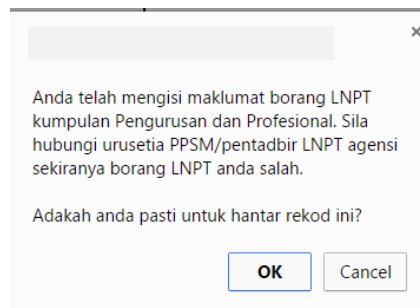 Anda telah mengisi maklumat borang LNPT
kumpulan Pengurusan dan Profesional. Sila
hubungi urusetia PPSM/pentadbir LNPT agensi
sekiranya borang LNPT anda salah.
Adakah anda pasti untuk hantar rekod ini?
OK Cancel